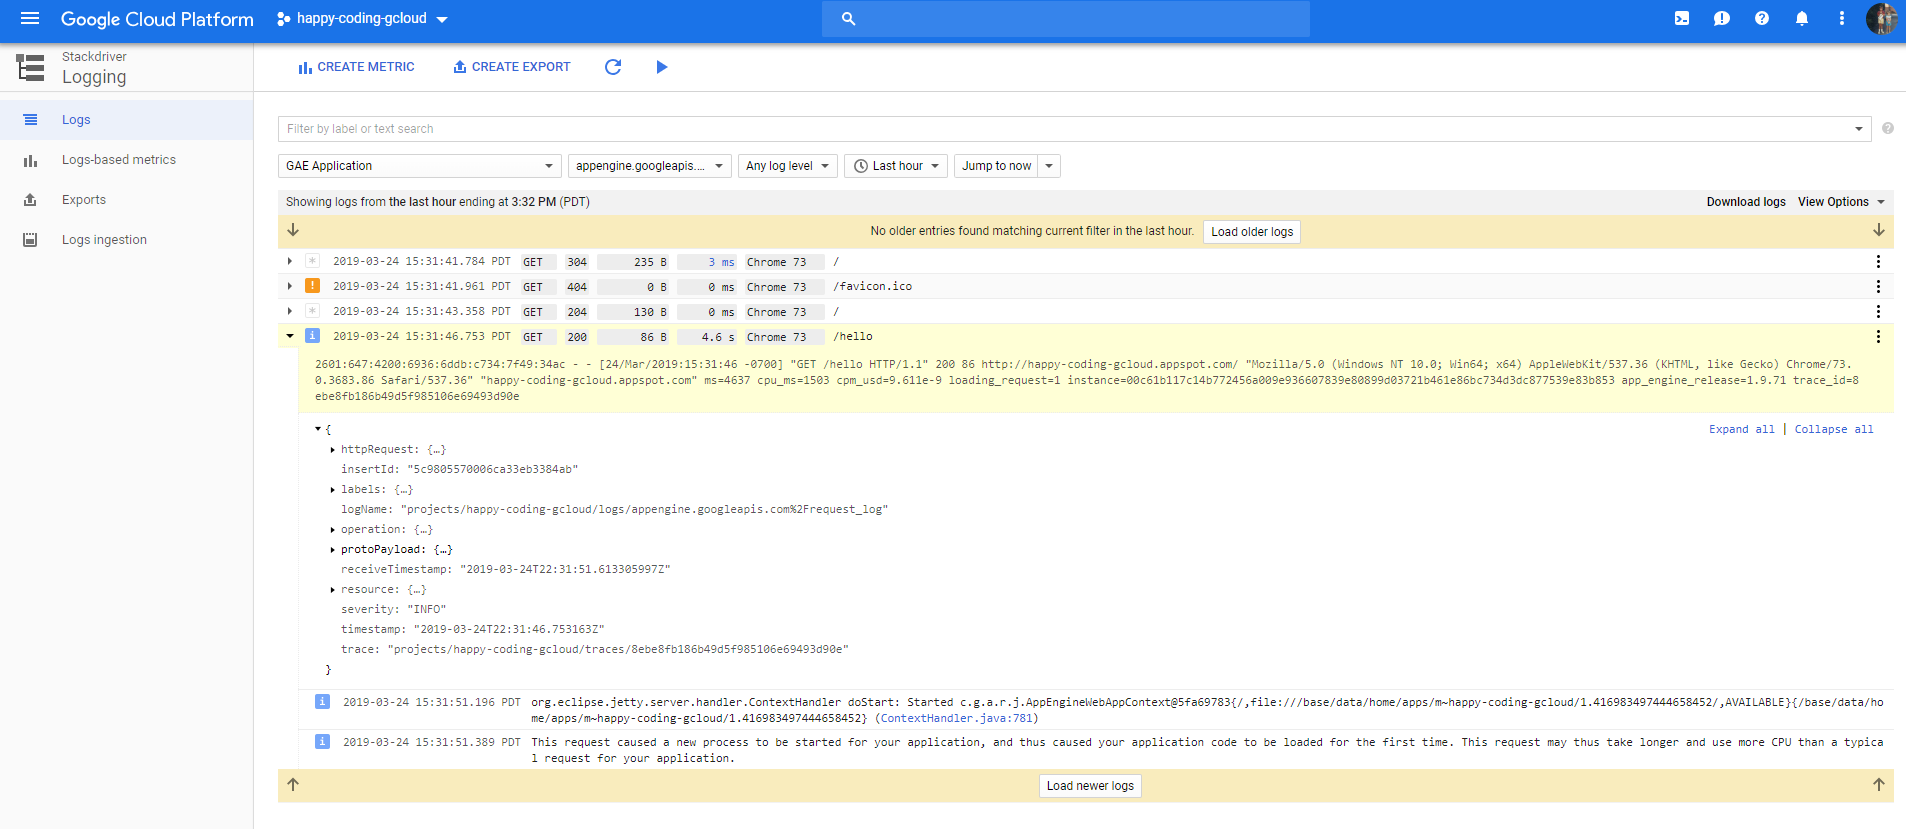 Google Cloud Platform
happy-coding-gcloud
Stackdriver
Logging
CREATE METRIC
CREATE EXPORT
Logs
Logs-based metrics
Exports
Logs ingestion
Filter by label or text search
GAE Application
appengine.googleapis....
Any log level
Last hour
Jump to now
Showing logs from the last hour ending at 3:32 PM (PDT)
Download logs
View Options
No older entries found matching current filter in the last hour.
Load older logs
2019-03-24 15:31:41.784 PDT GET 304 235 B 3 ms Chrome 73 /
2019-03-24 15:31:41.961 PDT GET 404 0 B 0 ms Chrome 73 /favicon.ico
2019-03-24 15:31:43.358 PDT GET 204 130 B 0 ms Chrome 73 /
2019-03-24 15:31:46.753 PDT GET 200 86 B 4.6 s Chrome 73 /hello
2601:647:4200:6936:6ddb:c734:7f49:34ac - - [24/Mar/2019:15:31:46 -0700] "GET /hello HTTP/1.1" 200 86 http://happy-coding-gcloud.appspot.com/ "Mozilla/5.0 (Windows NT 10.0; Win64; x64) AppleWebKit/537.36 (KHTML, like Gecko) Chrome/73.
0.3683.86 Safari/537.36" "happy-coding-gcloud.appspot.com" ms=4637 cpu_ms=1503 cpm_usd=9.611e-9 loading_request=1 instance=00c61b117c14b772456a009e936607839e80899d03721b461e86bc734d3dc877539e83b853 app_engine_release=1.9.71 trace_id=8
ebe8fb186b49d5f985106e69493d90e
{
Expand all | Collapse all
httpRequest: {…}
insertId: "5c9805570006ca33eb3384ab"
labels: {…}
logName: "projects/happy-coding-gcloud/logs/appengine.googleapis.com%2Frequest_log"
operation: {…}
protoPayload: {…}
receiveTimestamp: "2019-03-24T22:31:51.613305997Z"
resource: {…}
severity: "INFO"
timestamp: "2019-03-24T22:31:46.753163Z"
trace: "projects/happy-coding-gcloud/traces/8ebe8fb186b49d5f985106e69493d90e"
}
2019-03-24 15:31:51.196 PDT org.eclipse.jetty.server.handler.ContextHandler doStart: Started c.g.a.r.j.AppEngineWebAppContext@5fa69783{/,file:///base/data/home/apps/m~happy-coding-gcloud/1.416983497444658452/,AVAILABLE}{/base/data/ho
me/apps/m~happy-coding-gcloud/1.416983497444658452} (ContextHandler.java:781)
2019-03-24 15:31:51.389 PDT This request caused a new process to be started for your application, and thus caused your application code to be loaded for the first time. This request may thus take longer and use more CPU than a typica
l request for your application.
Load newer logs